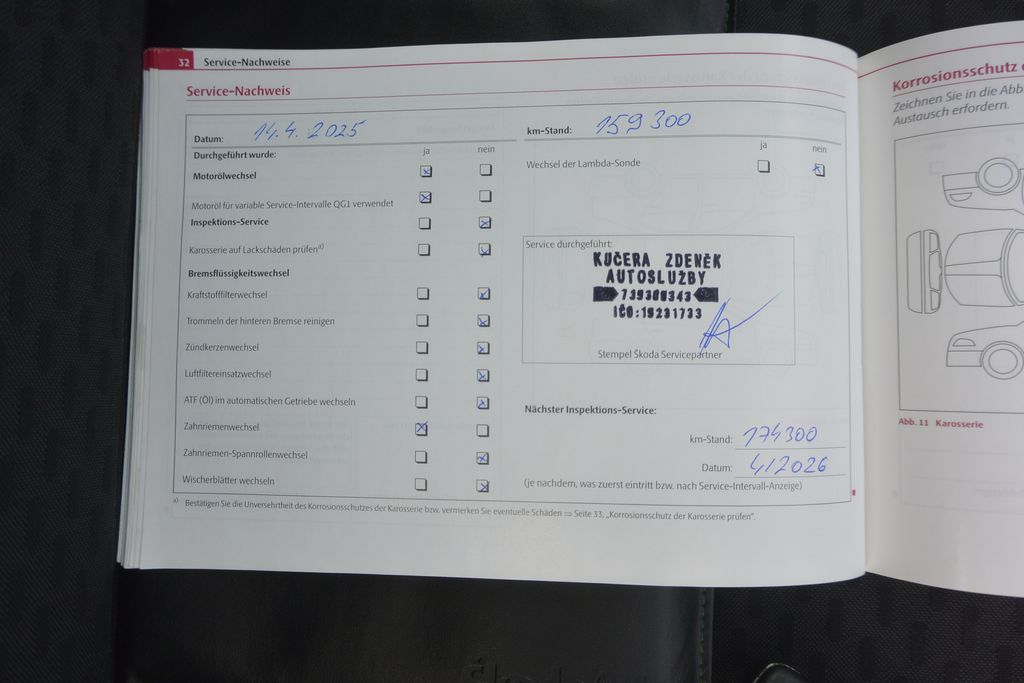 32 Service-Nachweise
Service-Nachweis
Datum: 14.4. 2025
km-Stand: 159 300
Durchgeführt wurde: ja nein
ja nein
Motorölwechsel
Wechsel der Lambda-Sonde
Motoröl für variable Service-Intervalle QG1 verwendet
Inspektions-Service
Karosserie auf Lackschäden prüfen a)
Bremsflüssigkeitswechsel
Kraftstofffilterwechsel
Trommeln der hinteren Bremse reinigen
Zündkerzenwechsel
Luftfiltereinsatzwechsel
ATF (Öl) im automatischen Getriebe wechseln
Zahnriemenwechsel
Zahnriemen-Spannrollenwechsel
Wischerblätter wechseln
Service durchgeführt:
KUČERA ZDENĚK
AUTOSLUŽBY
739300343
IČO:19231733
Stempel Škoda Servicepartner
Nächster Inspektions-Service:
km-Stand: 174300
Datum: 4/2026
(je nachdem, was zuerst eintritt bzw. nach Service-Intervall-Anzeige)
a) Bestätigen Sie die Unversehrtheit des Korrosionsschutzes der Karosserie bzw. vermerken Sie eventuelle Schäden ⇒ Seite 33, „Korrosionsschutz der Karosserie prüfen".
Korrosionsschutz
Zeichnen Sie in die Abb
Austausch erfordern.
Abb. 11 Karosserie